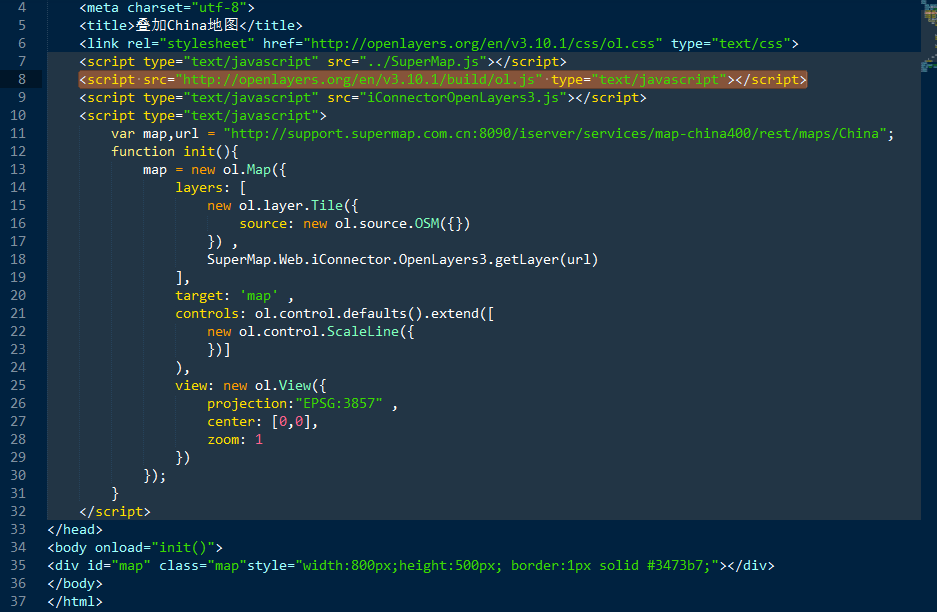 4 <meta charset="utf-8">
5 <title>叠加China地图</title>
6 <link rel="stylesheet" href="http://openlayers.org/en/v3.10.1/css/ol.css" type="text/css">
7 <script type="text/javascript" src="../SuperMap.js"></script>
8 <script src="http://openlayers.org/en/v3.10.1/build/ol.js" type="text/javascript"></script>
9 <script type="text/javascript" src="iConnectorOpenLayers3.js"></script>
10 <script type="text/javascript">
11 var map,url = "http://support.supermap.com.cn:8090/iserver/services/map-china400/rest/maps/China";
12 function init(){
13 map = new ol.Map({
14 layers: [
15 new ol.layer.Tile({
16 source: new ol.source.OSM({})
17 }) ,
18 SuperMap.Web.iConnector.OpenLayers3.getLayer(url)
19 ],
20 target: 'map' ,
21 controls: ol.control.defaults().extend([
22 new ol.control.ScaleLine({
23 })]
24 ),
25 view: new ol.View({
26 projection:"EPSG:3857" ,
27 center: [0,0],
28 zoom: 1
29 })
30 });
31 }
32 </script>
33 </head>
34 <body onload="init()">
35 <div id="map" class="map"style="width:800px;height:500px; border:1px solid #3473b7;"></div>
36 </body>
37 </html>